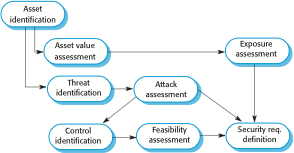 Asset
identification
Asset value
assessment
Exposure
assessment
Threat
identification
Attack
assessment
Control
identification
Feasibility
assessment
Security req.
definition